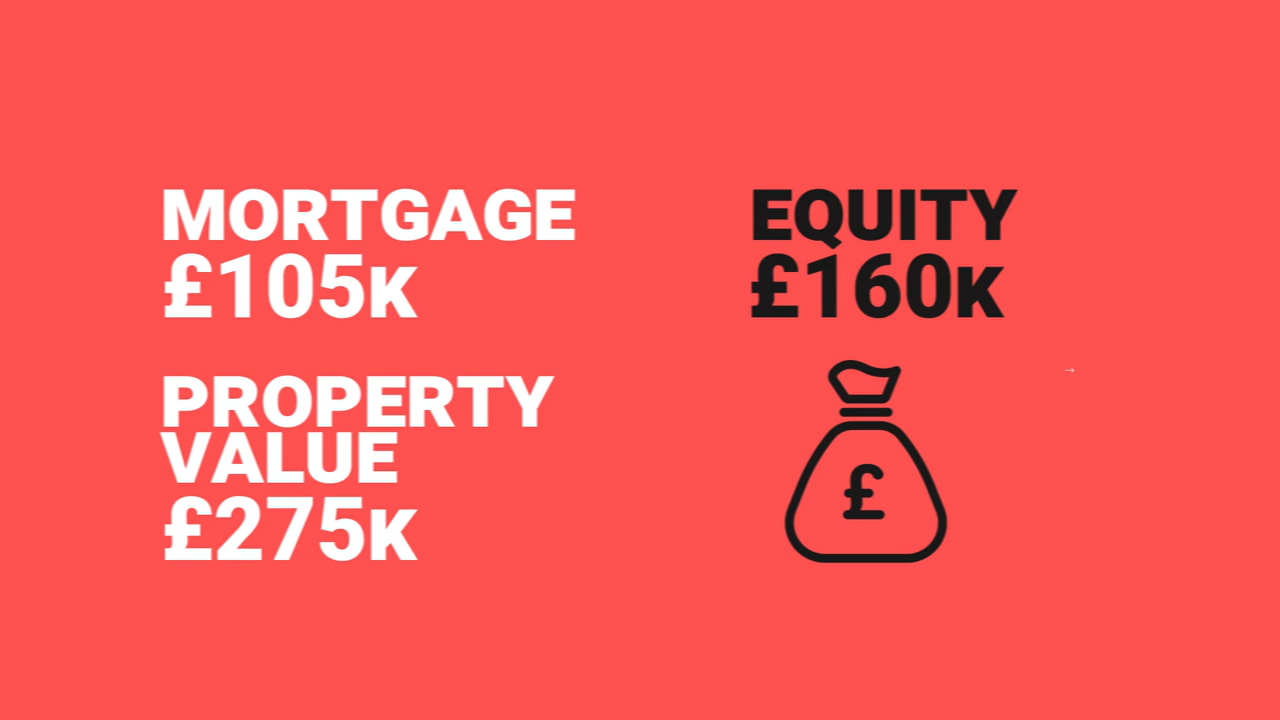 MORTGAGE
£105K
PROPERTY
VALUE
£275K
EQUITY
£160K
→
£